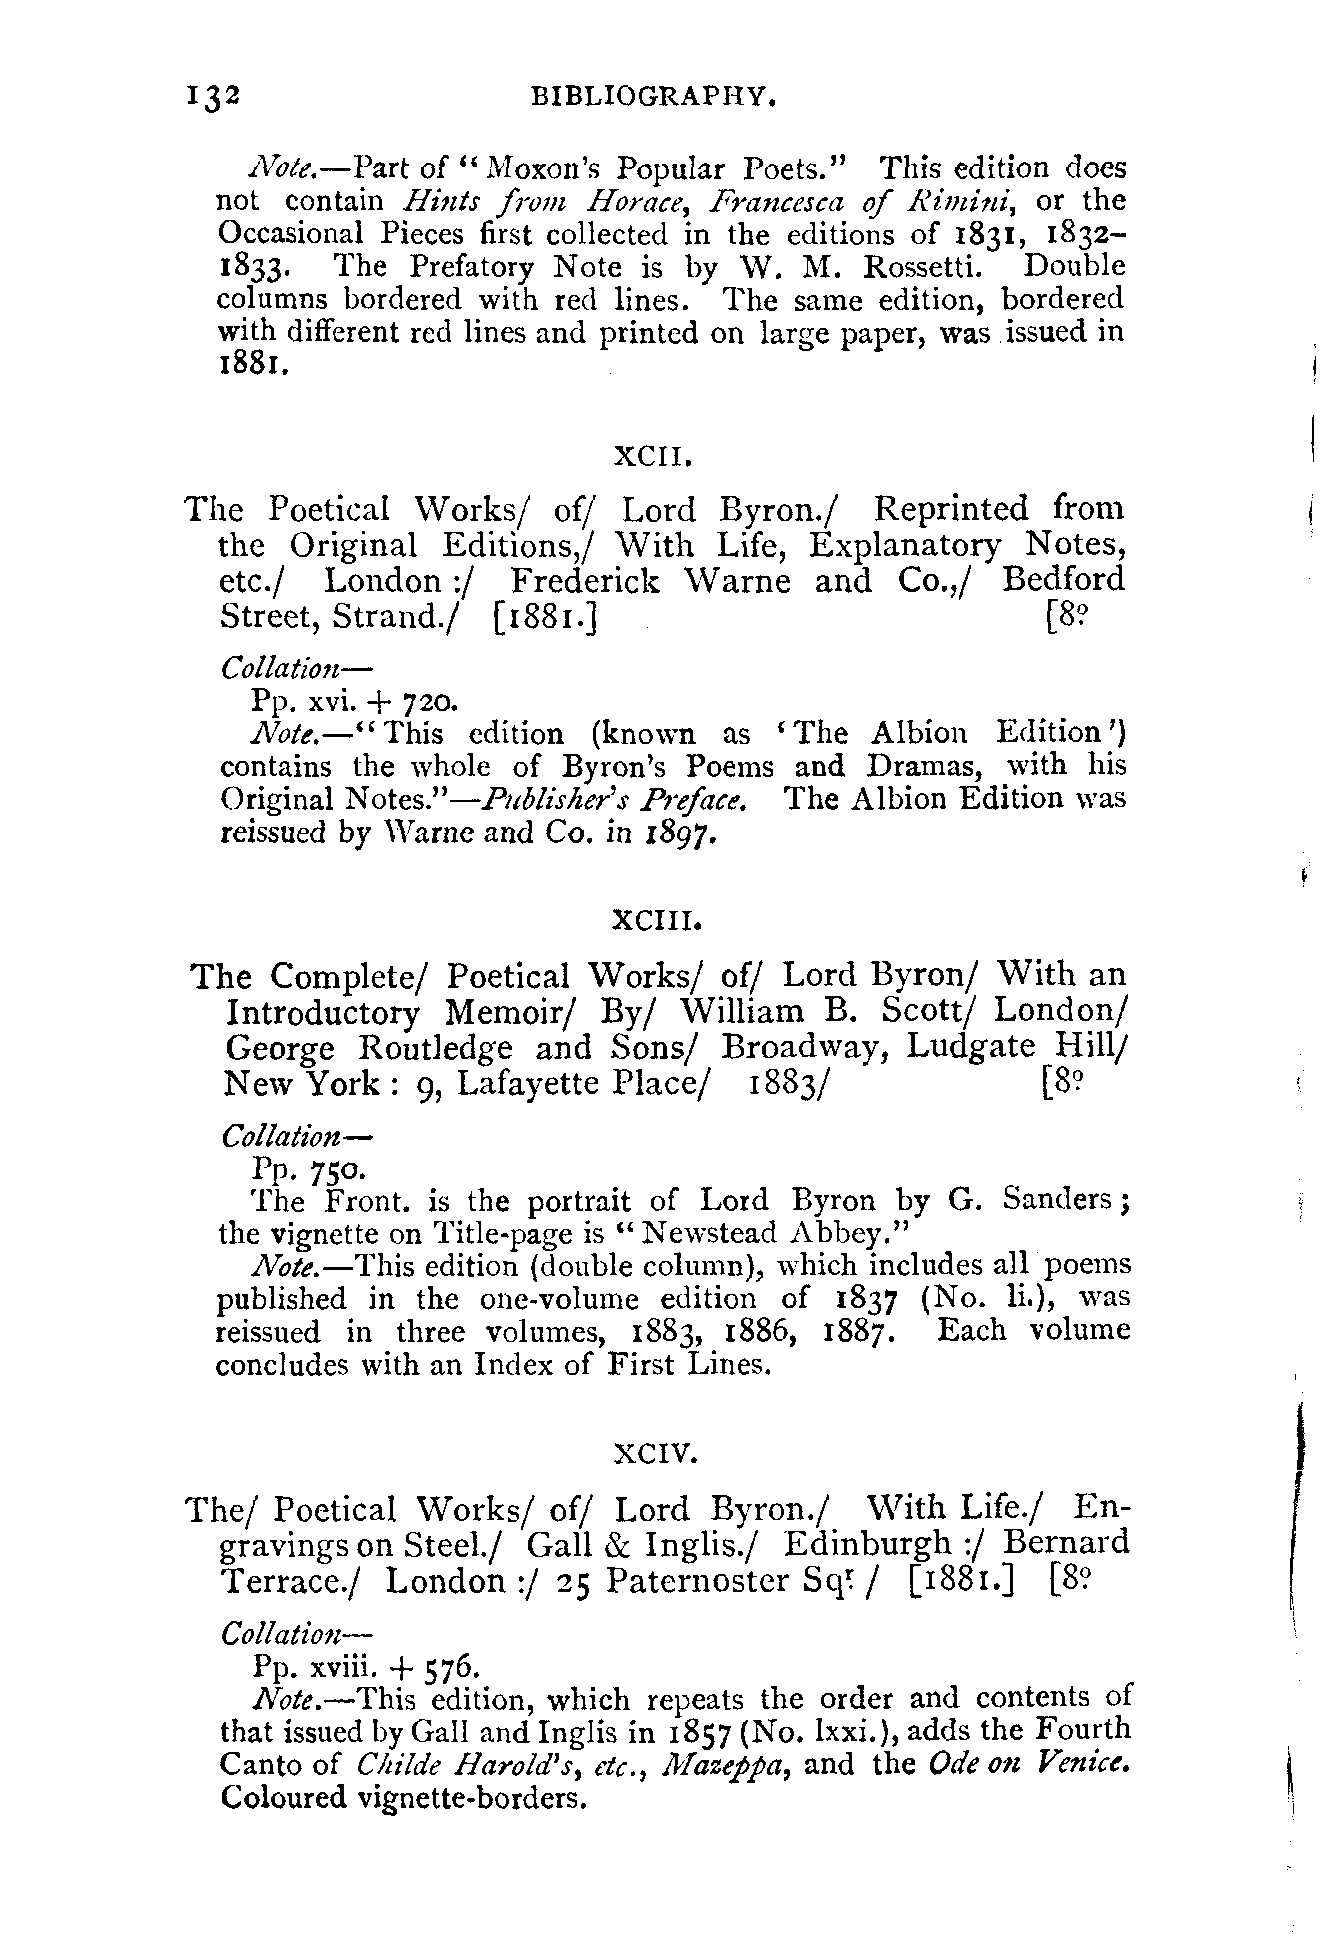 132 BIBLIOGRAPHY.
Note.—Part of “Moxon's Popular Poets.” This edition does
not contain Hints from Horace, Francesca of Rimini, or the
Occasional Pieces first collected in the editions of 1831, 1832–
1833. The Prefatory Note is by W. M. Rossetti. Double
columns bordered with red lines. The same edition, bordered
with different red lines and printed on large paper, was issued in
1881.
XCII.
The Poetical Works/ of/ Lord Byron./ Reprinted from
the Original Editions,/ With Life, Explanatory Notes,
etc./ London :/ Frederick Warne and Co.,/ Bedford
Street, Strand./ [1881.] [8º
Collation—
Pp. xvi. + 720.
Note.—“This edition (known as ‘The Albion Edition’)
contains the whole of Byron's Poems and Dramas, with his
Original Notes.”—Publisher's Preface. The Albion Edition was
reissued by Warne and Co. in 1897.
XCIII.
The Complete/ Poetical Works/ of/ Lord Byron/ With an
Introductory Memoir/ By/ William B. Scott/ London/
George Routledge and Sons/ Broadway, Ludgate Hill/
New York : 9, Lafayette Place/ 1883/ [8º
Collation—
Pp. 750.
The Front. is the portrait of Lord Byron by G. Sanders;
the vignette on Title-page is “Newstead Abbey.”
Note.—This edition (double column), which includes all poems
published in the one-volume edition of 1837 (No. li.), was
reissued in three volumes, 1883, 1886, 1887. Each volume
concludes with an Index of First Lines.
XCIV.
The/ Poetical Works/ of/ Lord Byron./ With Life./ En-
gravings on Steel./ Gall & Inglis./ Edinburgh :/ Bernard
Terrace./ London :/ 25 Paternoster Sqʳ. / [1881.] [8º
Collation—
Pp. xviii. + 576.
Note.—This edition, which repeats the order and contents of
that issued by Gall and Inglis in 1857 (No. lxxi.), adds the Fourth
Canto of Childe Harold's, etc., Mazeppa, and the Ode on Venice.
Coloured vignette-borders.